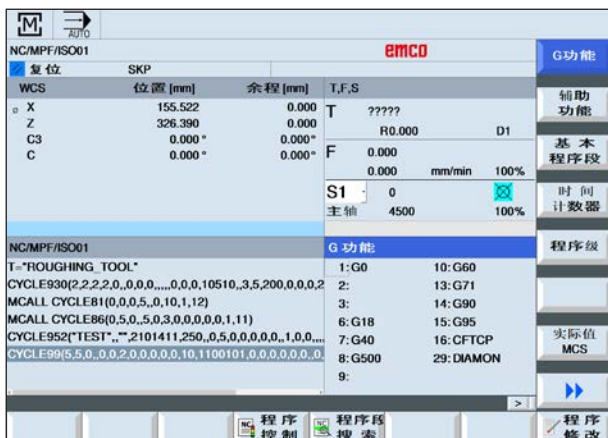 M AUTO
NC/MPF/ISO01 emco
复位 SKP
WCS 位置 [mm] 余程 [mm] T,F,S
X 155.522 0.000
Z 326.390 0.000
C3 0.000 ° 0.000 °
C 0.000 ° 0.000 °
T ?????
R0.000 D1
F 0.000
0.000 mm/min 100%
S1 0
主轴 4500 100%
NC/MPF/ISO01
T="ROUGHING_TOOL"
CYCLE930(2,2,2,2,0,,0,0,0,,,,,0,0,0,10510,,3,5,200,0,0,0,2
MCALL CYCLE81(0,0,0,5,,0,10,1,12)
MCALL CYCLE86(0,5,0,,5,0,3,0,0,0,0,0,1,11)
CYCLE952("TEST",,"",2101411,250,,0,5,0,0,0,0,0,,1,0,0,,,,
CYCLE99(5,5,0,,0,0,2,0,0,0,0,0,10,1100101,0,0,0,0,0,0,,0,
G 功能
1: G0 10: G60
2: 13: G71
3: 14: G90
6: G18 15: G95
7: G40 16: CFTCP
8: G500 29: DIAMON
9:
>
G功能
辅助
功能
基 本
程序段
时 间
计数器
程序级
实际值
MCS
NC 程 序
控 制
NC 程序段
搜 索
程 序
修 改